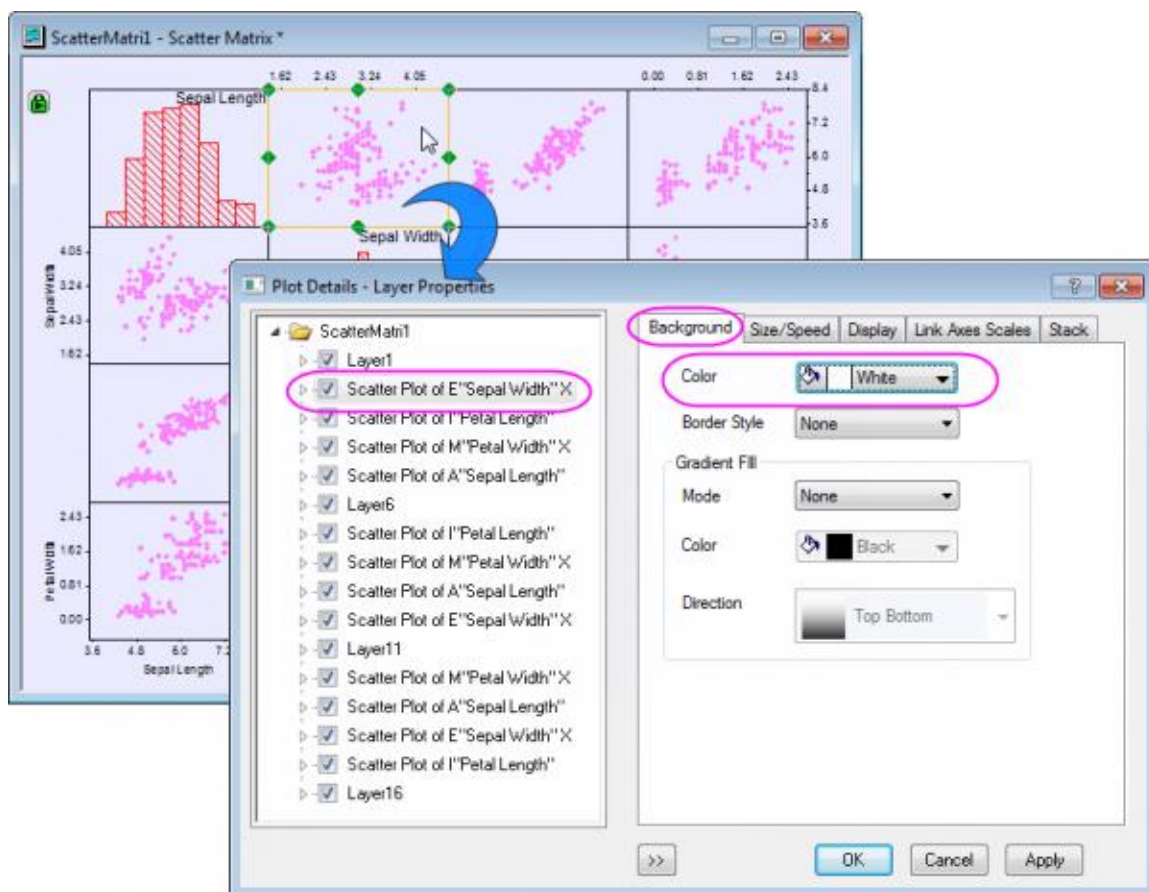 ScatterMatri1 - Scatter Matrix *
1.62 2.43 3.24 4.05 0.00 0.81 1.62 2.43
Sepal Length
8.4
7.2
6.0
4.8
3.6
Sepal Width
4.05
3.24
2.43
1.62
Sepal Width
2.43
1.62
0.81
0.00
Petal Width
3.6 4.8 6.0 7.2
Sepal Length
Plot Details - Layer Properties
ScatterMatri1
Layer1
Scatter Plot of E"Sepal Width" X
Scatter Plot of I"Petal Length"
Scatter Plot of M"Petal Width" X
Scatter Plot of A"Sepal Length"
Layer6
Scatter Plot of I"Petal Length"
Scatter Plot of M"Petal Width" X
Scatter Plot of A"Sepal Length"
Scatter Plot of E"Sepal Width" X
Layer11
Scatter Plot of M"Petal Width" X
Scatter Plot of A"Sepal Length"
Scatter Plot of E"Sepal Width" X
Scatter Plot of I"Petal Length"
Layer16
Background Size/Speed Display Link Axes Scales Stack
Color White
Border Style None
Gradient Fill
Mode None
Color Black
Direction Top Bottom
>> OK Cancel Apply